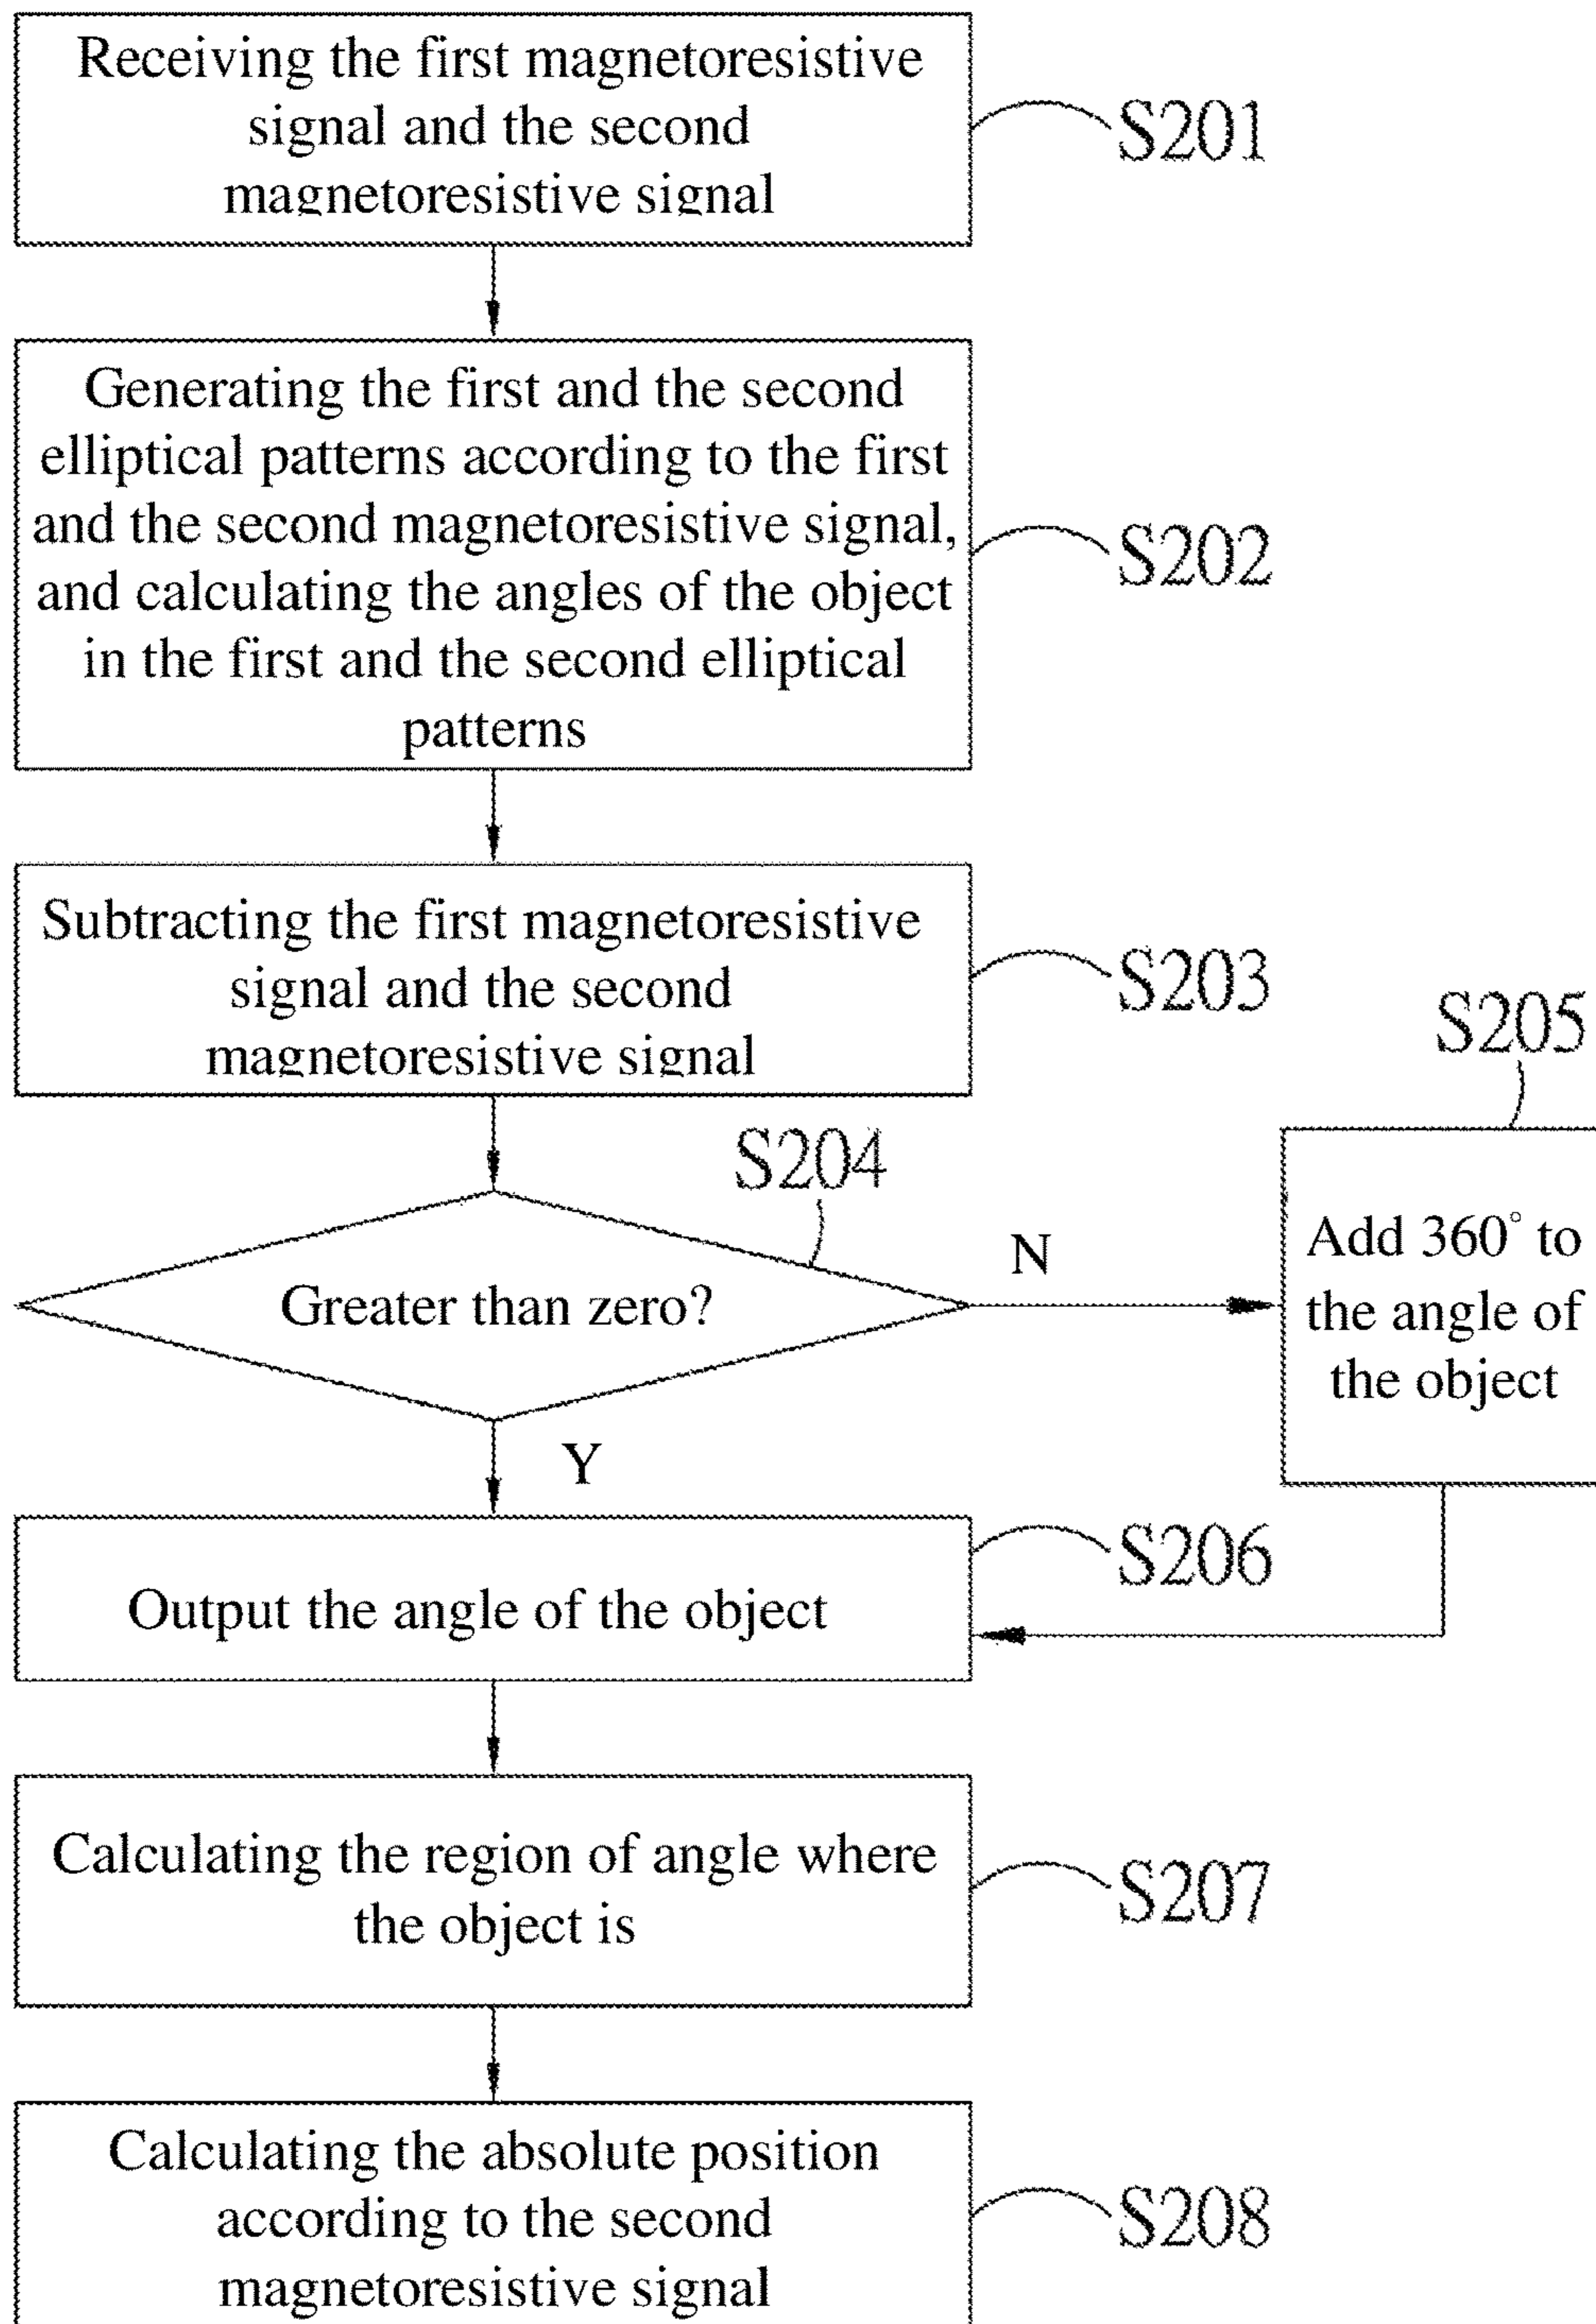 Receiving the first magnetoresistive
signal and the second
magnetoresistive signal
S201
Generating the first and the second
elliptical patterns according to the first
and the second magnetoresistive signal,
and calculating the angles of the object
in the first and the second elliptical
patterns
S202
Subtracting the first magnetoresistive
signal and the second
magnetoresistive signal
S203
S204
Greater than zero?
N
S205
Add 360° to
the angle of
the object
Y
Output the angle of the object
S206
Calculating the region of angle where
the object is
S207
Calculating the absolute position
according to the second
magnetoresistive signal
S208